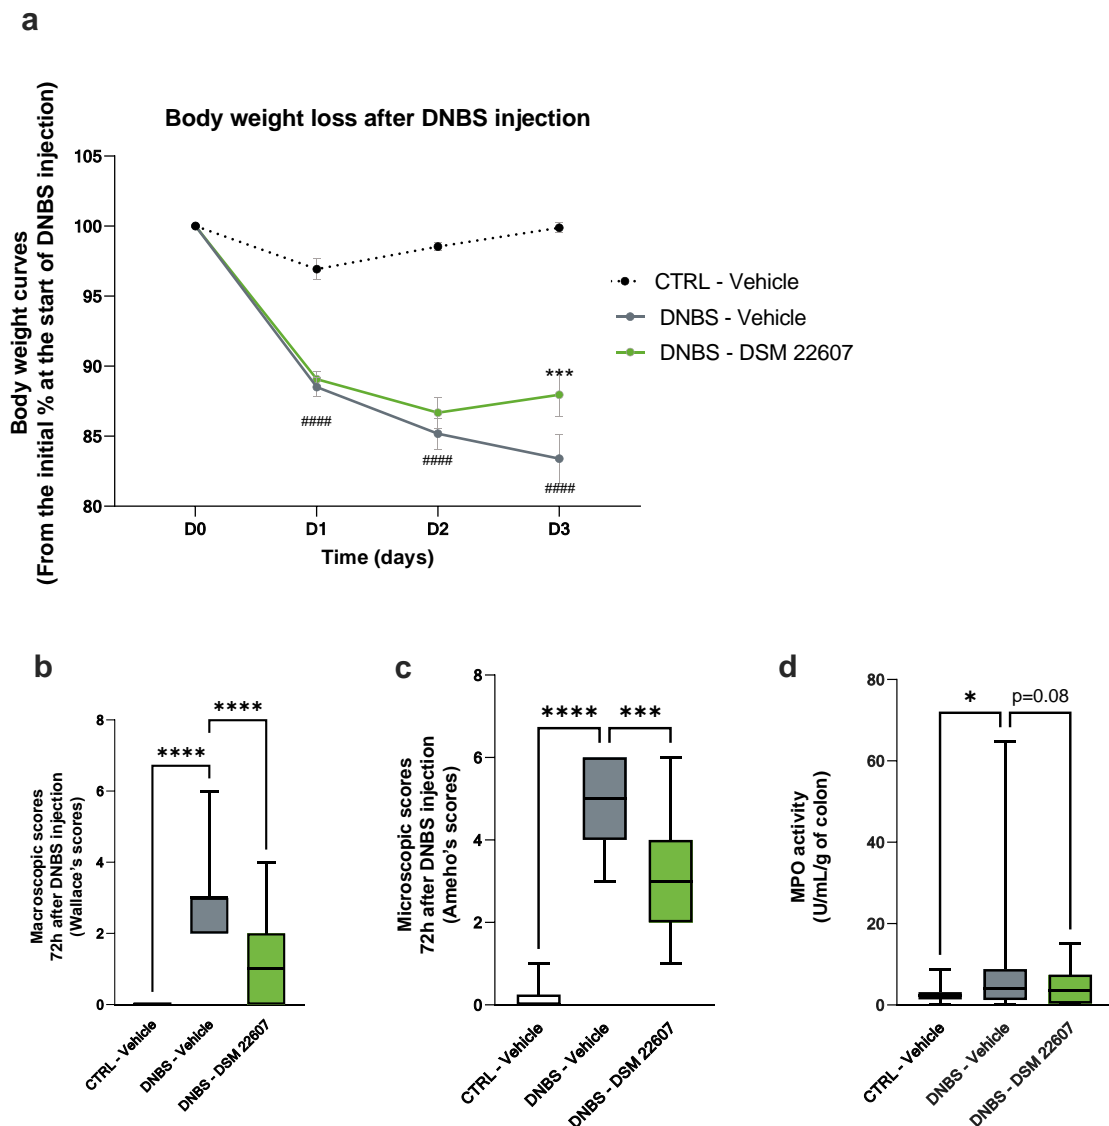 a
Body weight loss after DNBS injection
Body weight curves
(From the initial % at the start of DNBS injection)
105
100
95
90
85
80
***
####
####
####
D0 D1 D2 D3
Time (days)
CTRL - Vehicle
DNBS - Vehicle
DNBS - DSM 22607
b
Macroscopic scores
72h after DNBS injection
(Wallace's scores)
8
6
4
2
0
****
****
CTRL - Vehicle
DNBS - Vehicle
DNBS - DSM 22607
c
Microscopic scores
72h after DNBS injection
(Ameho's scores)
8
6
4
2
0
**** ***
CTRL - Vehicle
DNBS - Vehicle
DNBS - DSM 22607
d
MPO activity
(U/mL/g of colon)
80
60
40
20
0
* p=0.08
CTRL - Vehicle
DNBS - Vehicle
DNBS - DSM 22607